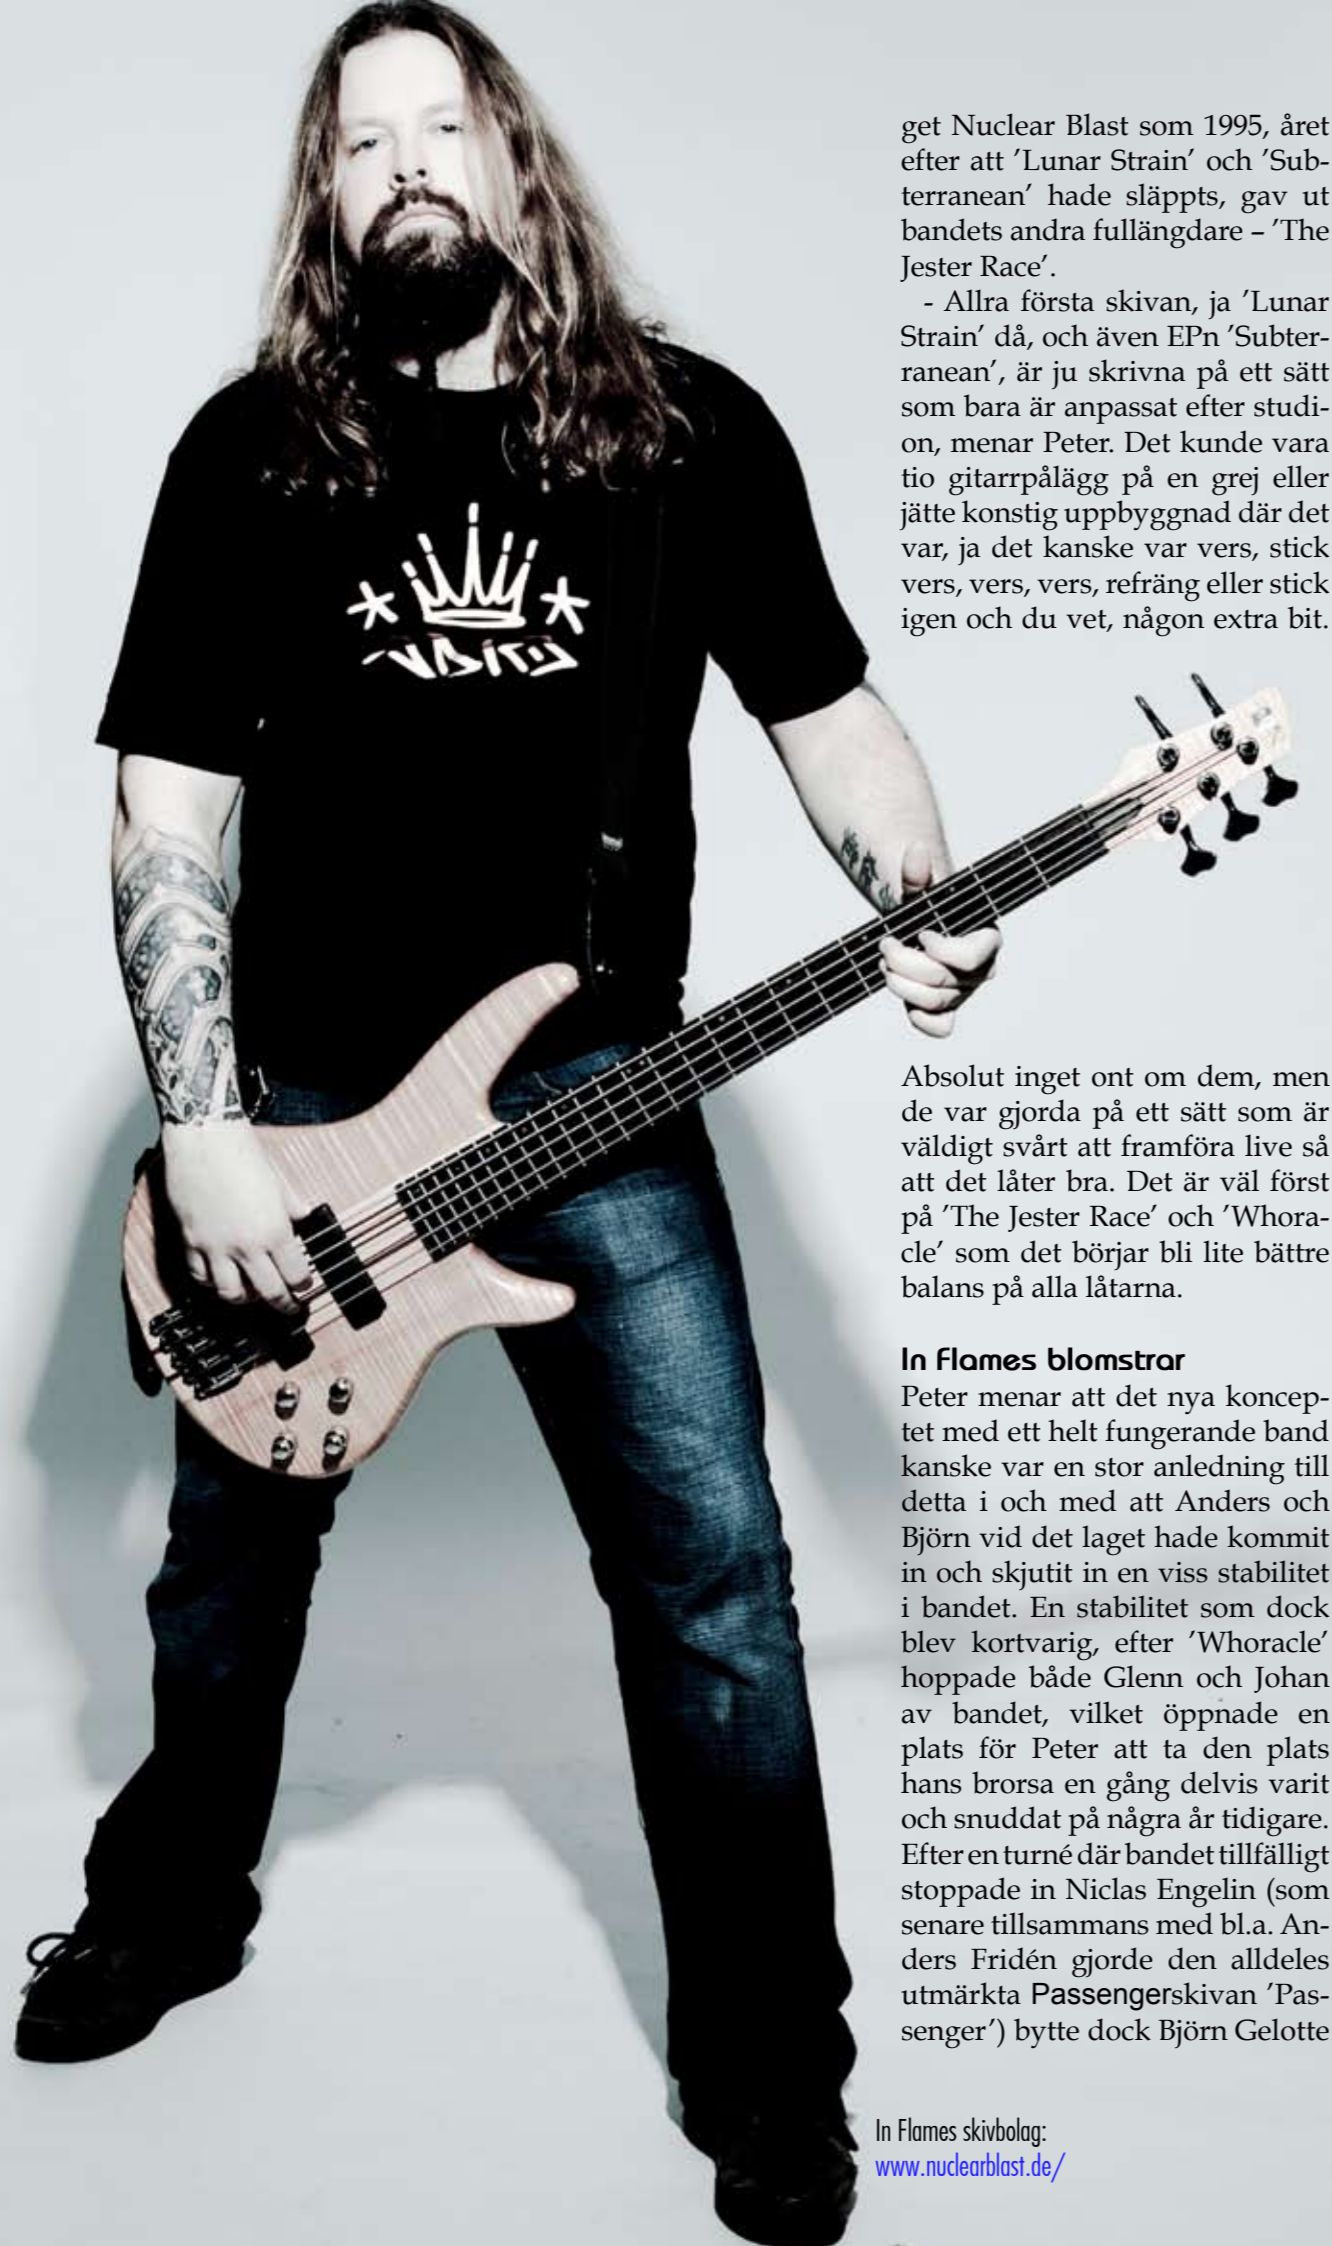 get Nuclear Blast som 1995, året
efter att ’Lunar Strain’ och ’Sub-
terranean’ hade släppts, gav ut
bandets andra fullängdare – ’The
Jester Race’.
- Allra första skivan, ja ’Lunar
Strain’ då, och även EPn ’Subter-
ranean’, är ju skrivna på ett sätt
som bara är anpassat efter studi-
on, menar Peter. Det kunde vara
tio gitarrpålägg på en grej eller
jätte konstig uppbyggnad där det
var, ja det kanske var vers, stick
vers, vers, vers, refräng eller stick
igen och du vet, någon extra bit.
Absolut inget ont om dem, men
de var gjorda på ett sätt som är
väldigt svårt att framföra live så
att det låter bra. Det är väl först
på ’The Jester Race’ och ’Whora-
cle’ som det börjar bli lite bättre
balans på alla låtarna.
In Flames blomstrar
Peter menar att det nya koncep-
tet med ett helt fungerande band
kanske var en stor anledning till
detta i och med att Anders och
Björn vid det laget hade kommit
in och skjutit in en viss stabilitet
i bandet. En stabilitet som dock
blev kortvarig, efter ’Whoracle’
hoppade både Glenn och Johan
av bandet, vilket öppnade en
plats för Peter att ta den plats
hans brorsa en gång delvis varit
och snuddat på några år tidigare.
Efter en turné där bandet tillfälligt
stoppade in Niclas Engelin (som
senare tillsammans med bl.a. An-
ders Fridén gjorde den alldeles
utmärkta Passengerskivan ’Pas-
senger’) bytte dock Björn Gelotte
In Flames skivbolag:
www.nuclearblast.de/